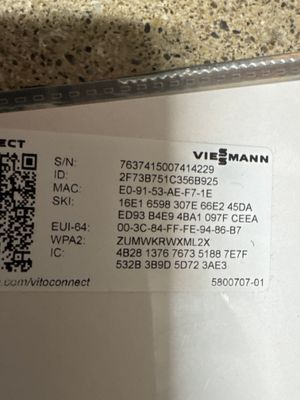 ECT
VIESMANN
S/N: 7637415007414229
ID: 2F73B751C356B925
MAC: E0-91-53-AE-F7-1E
SKI: 16E1 6598 307E 66E2 45DA
ED93 B4E9 4BA1 097F CEEA
EUI-64: 00-3C-84-FF-FE-94-86-B7
WPA2: ZUMWKRWXML2X
IC: 4B28 1376 7673 5188 7E7F
532B 3B9D 5D72 3AE3
s.com/vitoconnect
5800707-01